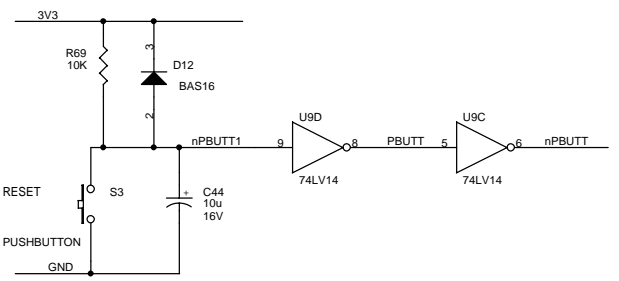 3V3
R69
10K
3
D12
BAS16
2
nPBUTT1
9
U9D
8
74LV14
PBUTT
5
U9C
6
74LV14
nPBUTT
RESET
S3
+
C44
10u
16V
PUSHBUTTON
GND